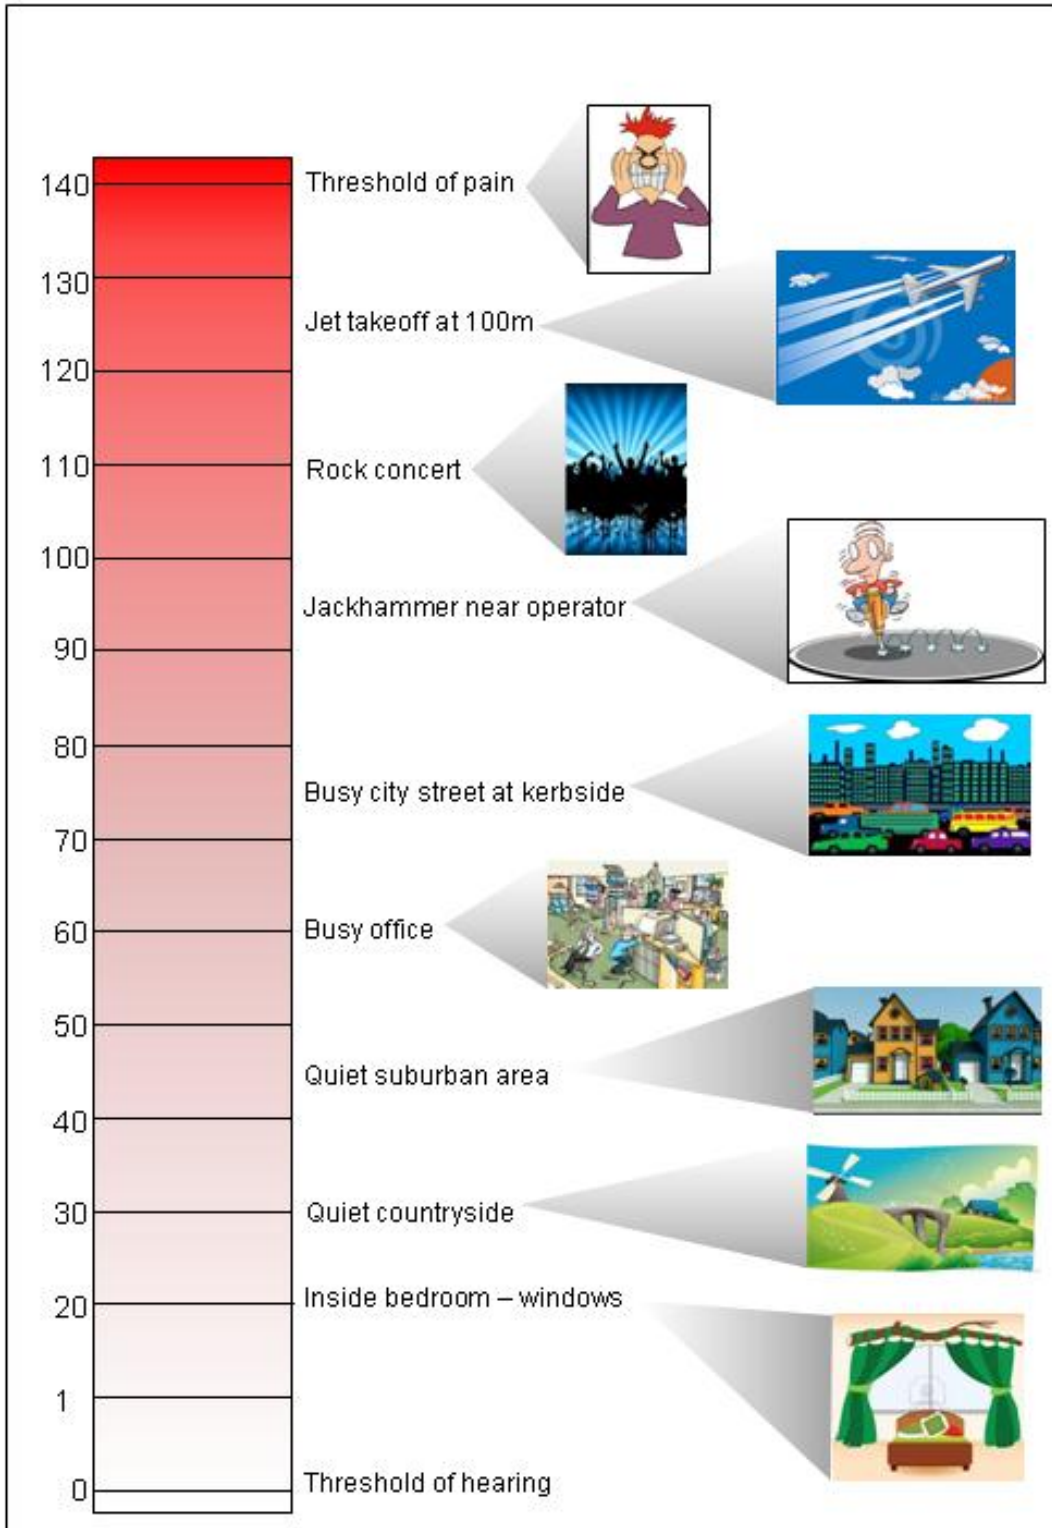 140
Threshold of pain
130
Jet takeoff at 100m
120
110
Rock concert
100
Jackhammer near operator
90
80
Busy city street at kerbside
70
60
Busy office
50
Quiet suburban area
40
30
Quiet countryside
20
Inside bedroom – windows
1
0
Threshold of hearing